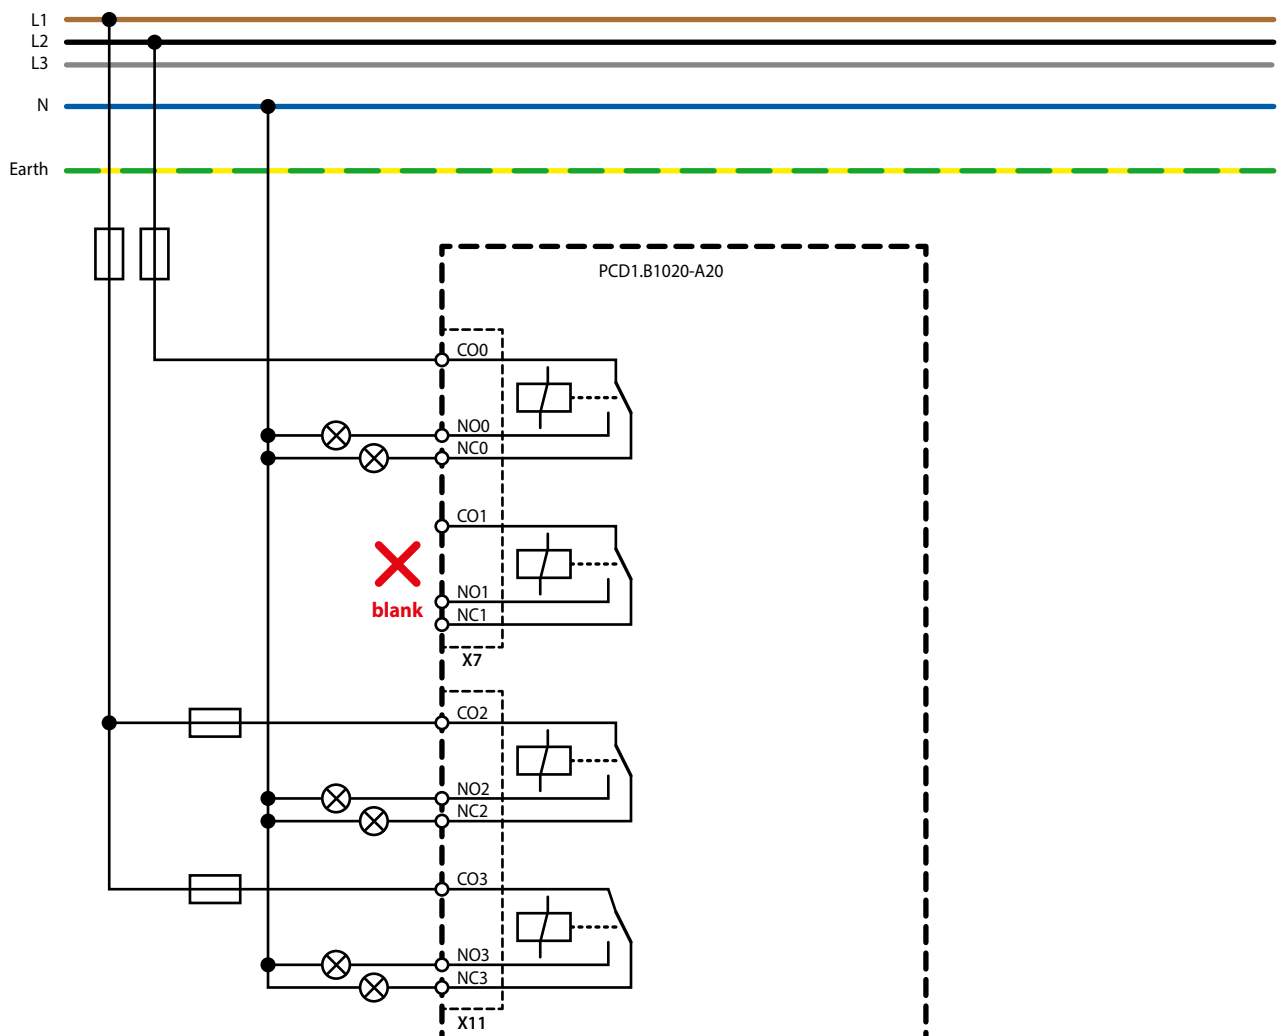 L1
L2
L3
N
Earth
PCD1.B1020-A20
CO0
NO0
NC0
CO1
NO1
NC1
blank
X7
CO2
NO2
NC2
CO3
NO3
NC3
X11